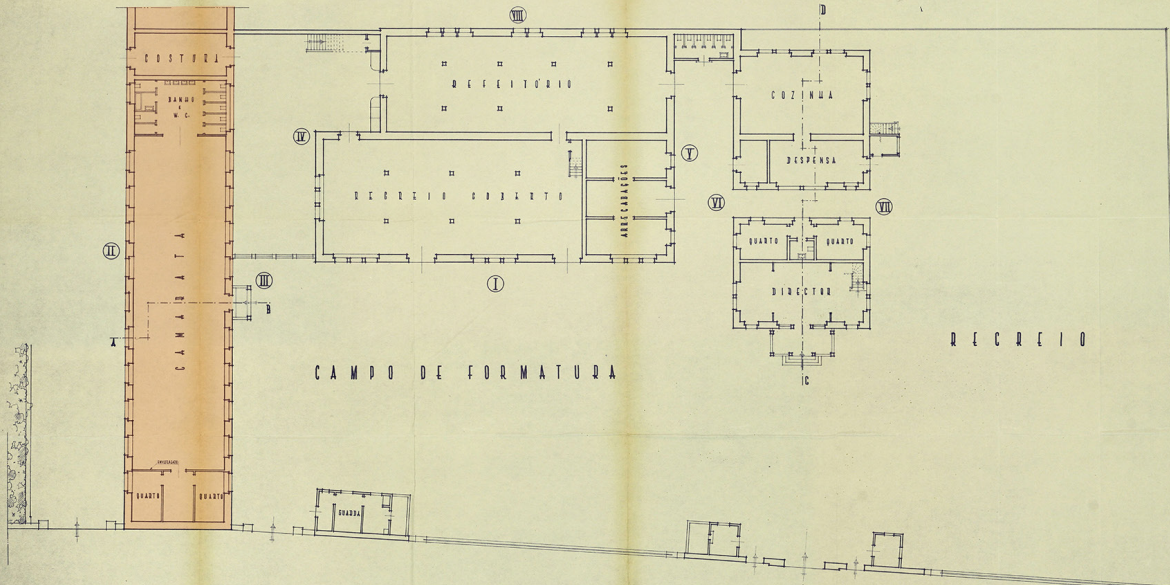 VIII
D
COSTURA
REFEITÓRIO
COZINHA
BANHO
E
W.C.
IV
V
DESPENSA
RECREIO COBERTO
ARRECADAÇÕES
VI
VII
II
CAMARATA
QUARTO
QUARTO
III
I
DIRECTOR
B
A
RECREIO
CAMPO DE FORMATURA
C
QUARTO
QUARTO
GUARDA